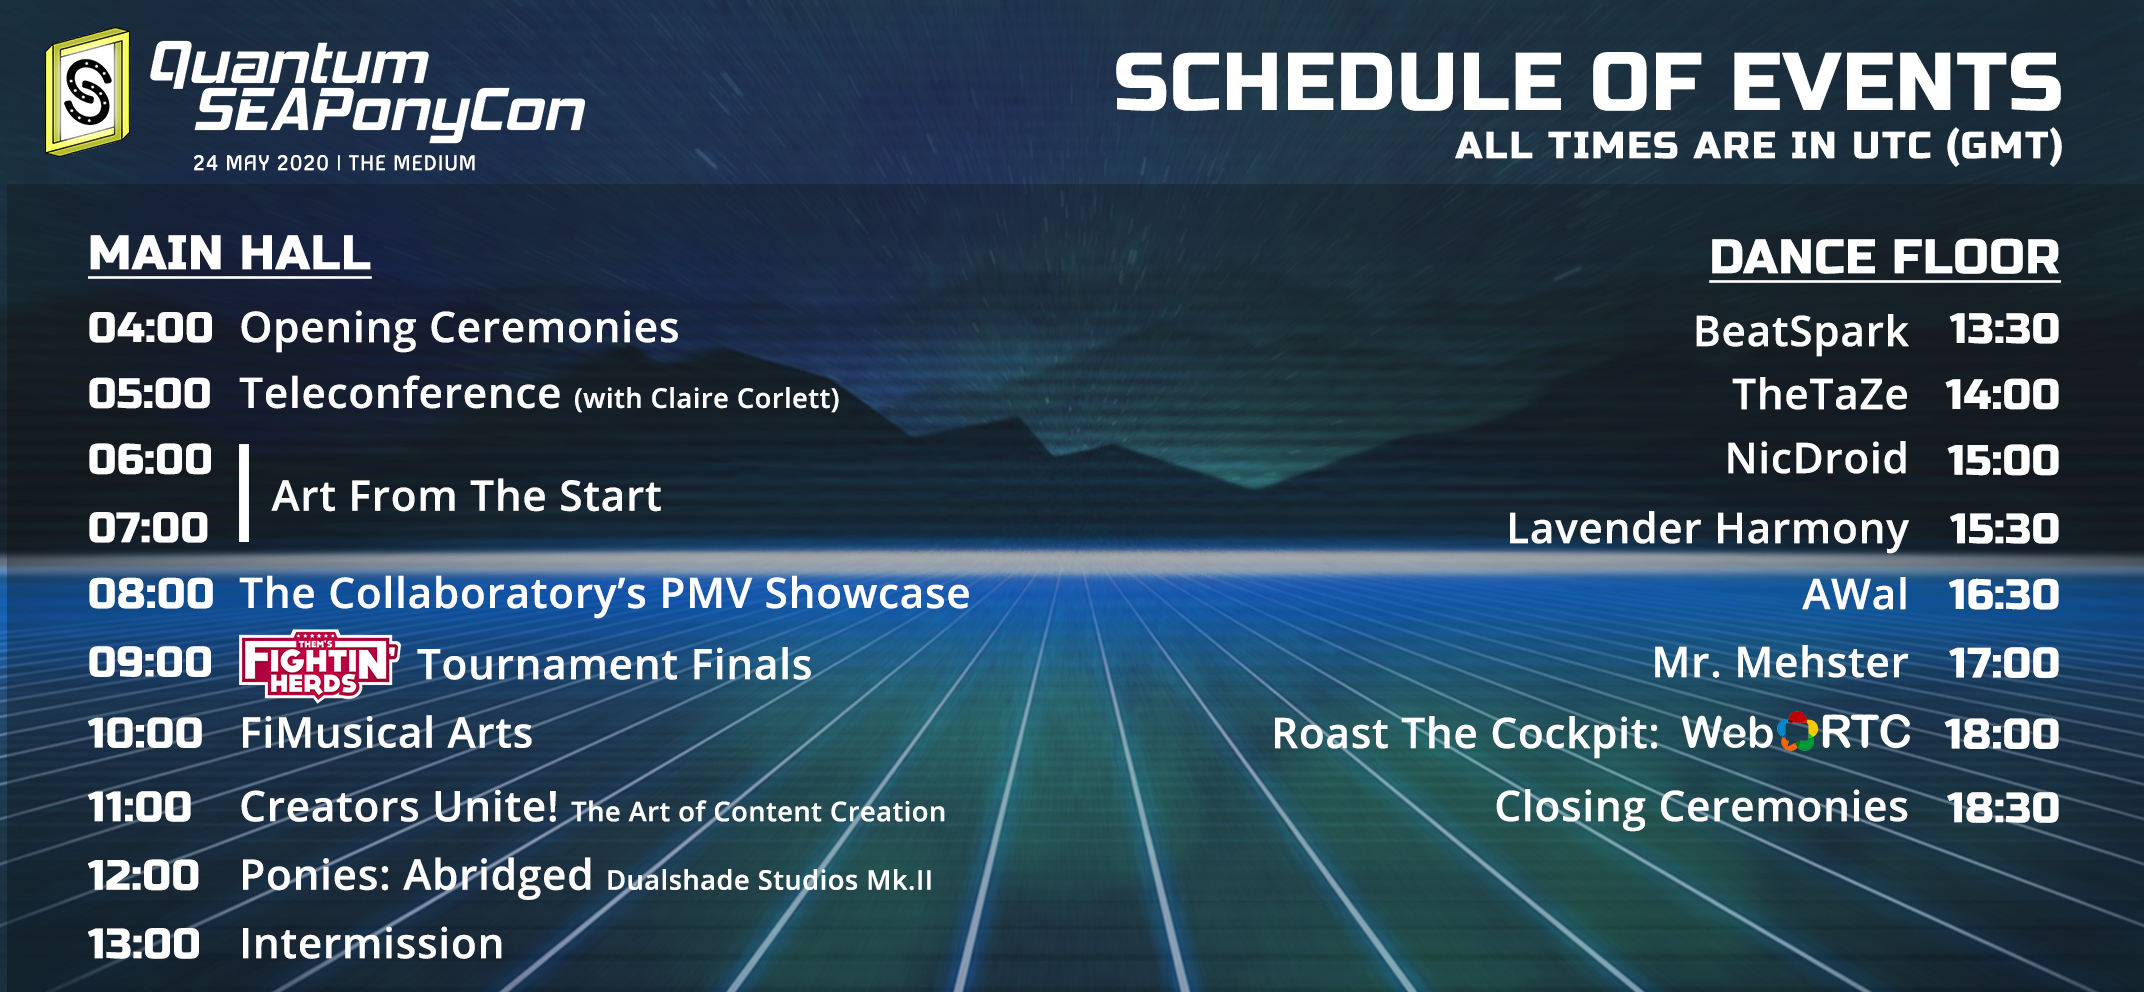 S
Quantum
SEAPonyCon
24 MAY 2020 | THE MEDIUM
SCHEDULE OF EVENTS
ALL TIMES ARE IN UTC (GMT)
MAIN HALL
04:00 Opening Ceremonies
05:00 Teleconference (with Claire Corlett)
06:00
Art From The Start
07:00
08:00 The Collaboratory's PMV Showcase
09:00 THEM'S FIGHTIN' HERDS Tournament Finals
10:00 FiMusical Arts
11:00 Creators Unite! The Art of Content Creation
12:00 Ponies: Abridged Dualshade Studios Mk.II
13:00 Intermission
DANCE FLOOR
BeatSpark 13:30
TheTaZe 14:00
NicDroid 15:00
Lavender Harmony 15:30
AWal 16:30
Mr. Mehster 17:00
Roast The Cockpit: Web RTC 18:00
Closing Ceremonies 18:30